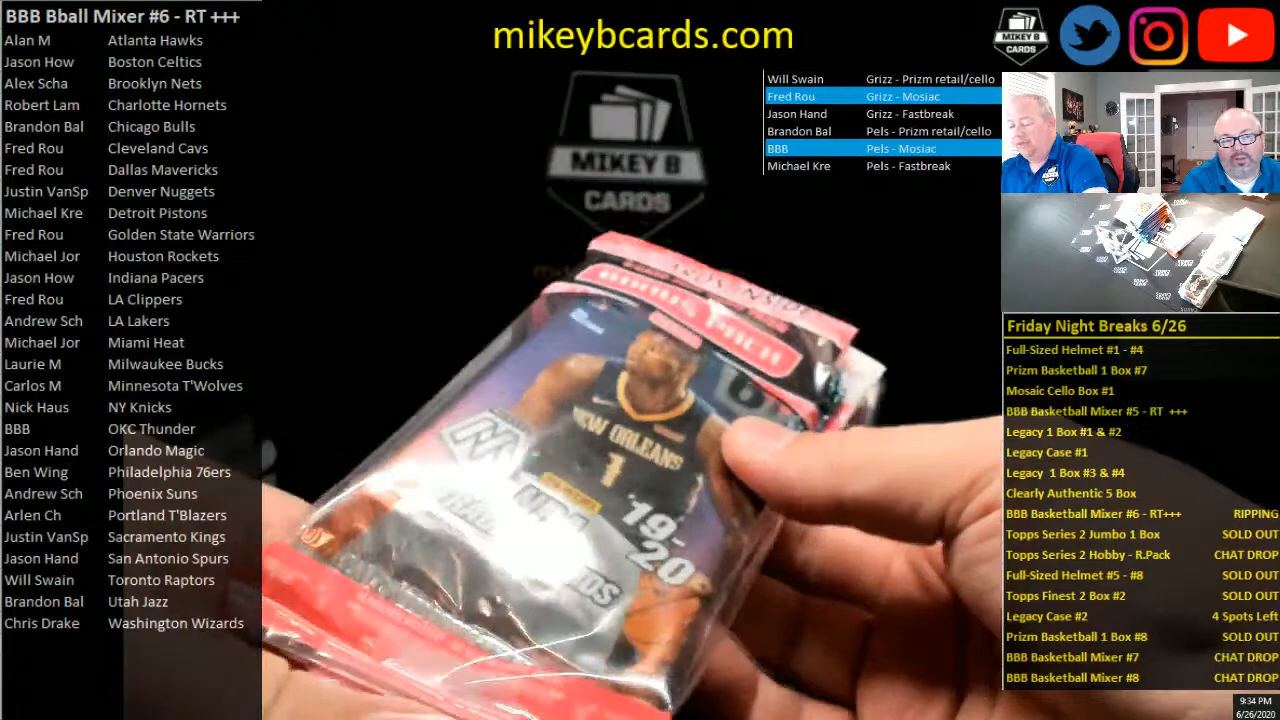 BBB Bball Mixer #6 - RT +++
Alan M Atlanta Hawks
Jason How Boston Celtics
Alex Scha Brooklyn Nets
Robert Lam Charlotte Hornets
Brandon Bal Chicago Bulls
Fred Rou Cleveland Cavs
Fred Rou Dallas Mavericks
Justin VanSp Denver Nuggets
Michael Kre Detroit Pistons
Fred Rou Golden State Warriors
Michael Jor Houston Rockets
Jason How Indiana Pacers
Fred Rou LA Clippers
Andrew Sch LA Lakers
Michael Jor Miami Heat
Laurie M Milwaukee Bucks
Carlos M Minnesota T'Wolves
Nick Haus NY Knicks
BBB OKC Thunder
Jason Hand Orlando Magic
Ben Wing Philadelphia 76ers
Andrew Sch Phoenix Suns
Arlen Ch Portland T'Blazers
Justin VanSp Sacramento Kings
Jason Hand San Antonio Spurs
Will Swain Toronto Raptors
Brandon Bal Utah Jazz
Chris Drake Washington Wizards
mikeybcards.com
MIKEY B
CARDS
Will Swain Grizz - Prizm retail/cello
Fred Rou Grizz - Mosiac
Jason Hand Grizz - Fastbreak
Brandon Bal Pels - Prizm retail/cello
BBB Pels - Mosiac
Michael Kre Pels - Fastbreak
MIKEY B
CARDS
CARDS INSIDE
BONUS PACK
NEW ORLEANS
1
NBA
19-
20
Friday Night Breaks 6/26
Full-Sized Helmet #1 - #4
Prizm Basketball 1 Box #7
Mosaic Cello Box #1
BBB Basketball Mixer #5 - RT +++
Legacy 1 Box #1 & #2
Legacy Case #1
Legacy 1 Box #3 & #4
Clearly Authentic 5 Box
BBB Basketball Mixer #6 - RT+++ RIPPING
Topps Series 2 Jumbo 1 Box SOLD OUT
Topps Series 2 Hobby - R.Pack CHAT DROP
Full-Sized Helmet #5 - #8 SOLD OUT
Topps Finest 2 Box #2 SOLD OUT
Legacy Case #2 4 Spots Left
Prizm Basketball 1 Box #8 SOLD OUT
BBB Basketball Mixer #7 CHAT DROP
BBB Basketball Mixer #8 CHAT DROP
9:34 PM
6/26/2020